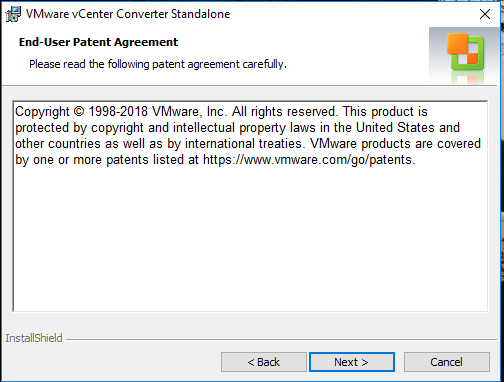 VMware vCenter Converter Standalone
End-User Patent Agreement
Please read the following patent agreement carefully.
Copyright © 1998-2018 VMware, Inc. All rights reserved. This product is
protected by copyright and intellectual property laws in the United States and
other countries as well as by international treaties. VMware products are covered
by one or more patents listed at https://www.vmware.com/go/patents.
InstallShield
< Back Next > Cancel